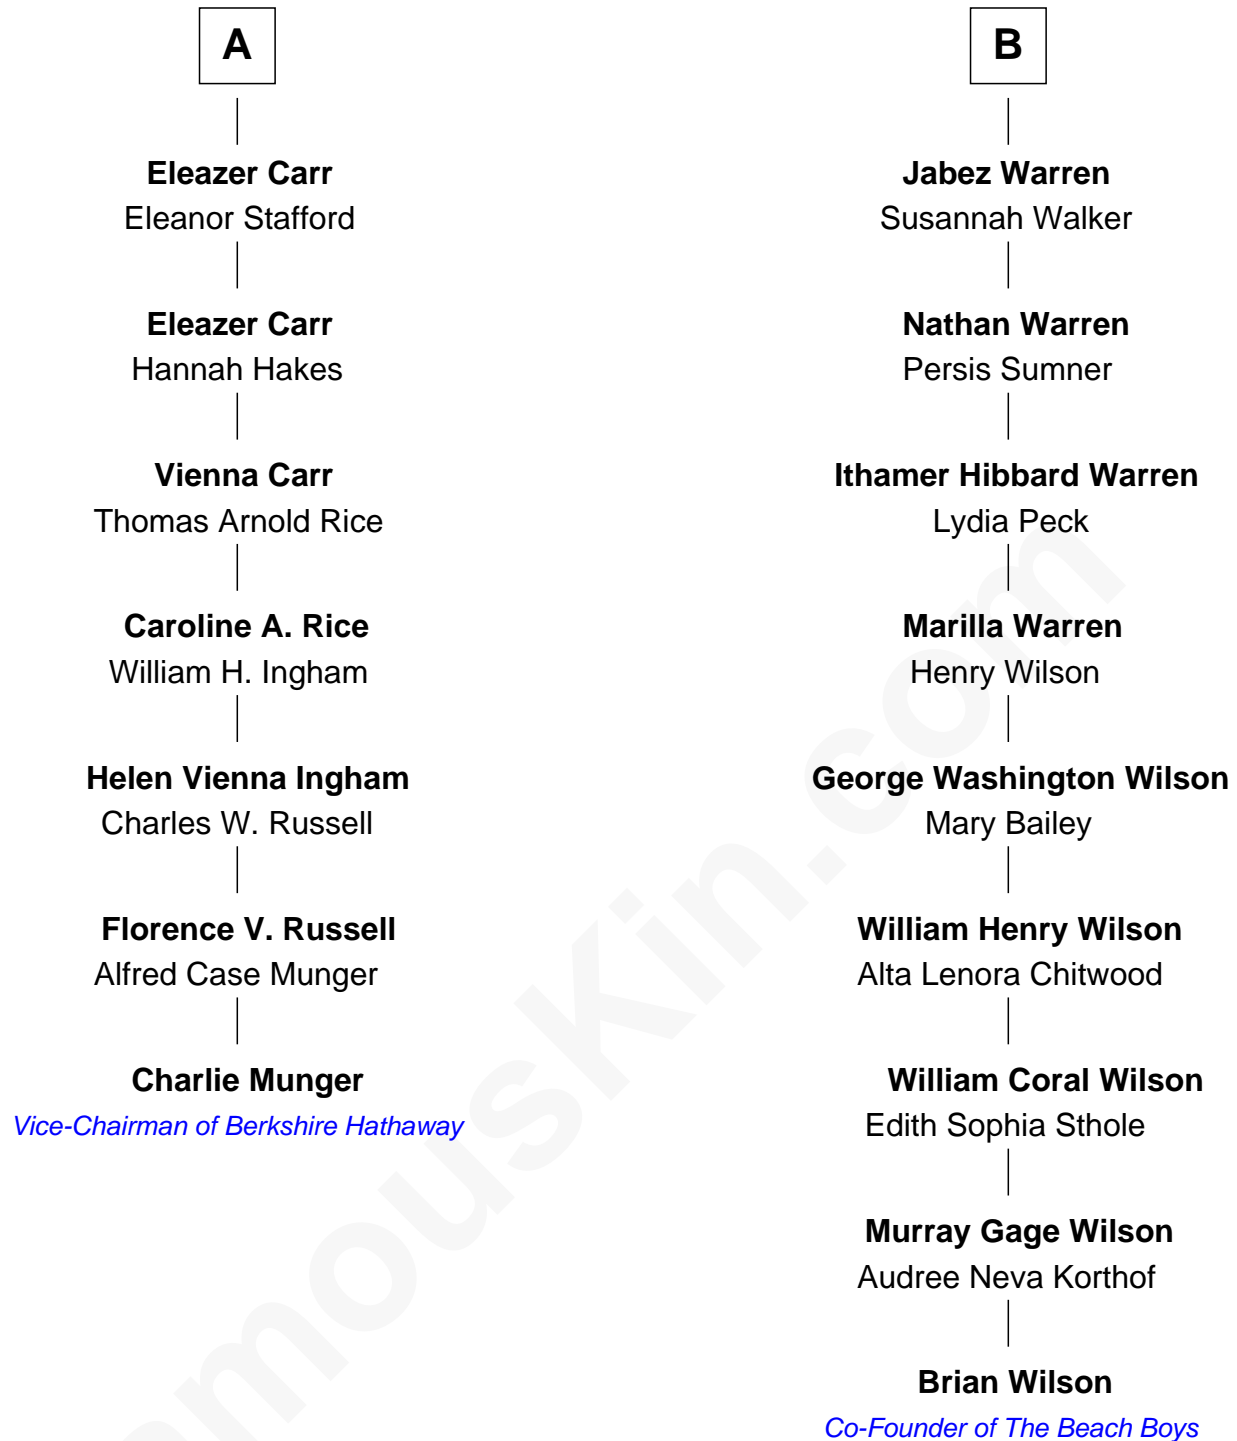 A
Eleazer Carr
Eleanor Stafford
Eleazer Carr
Hannah Hakes
Vienna Carr
Thomas Arnold Rice
Caroline A. Rice
William H. Ingham
Helen Vienna Ingham
Charles W. Russell
Florence V. Russell
Alfred Case Munger
Charlie Munger
Vice-Chairman of Berkshire Hathaway
B
Jabez Warren
Susannah Walker
Nathan Warren
Persis Sumner
Ithamer Hibbard Warren
Lydia Peck
Marilla Warren
Henry Wilson
George Washington Wilson
Mary Bailey
William Henry Wilson
Alta Lenora Chitwood
William Coral Wilson
Edith Sophia Sthole
Murray Gage Wilson
Audree Neva Korthof
Brian Wilson
Co-Founder of The Beach Boys
amousKin.com